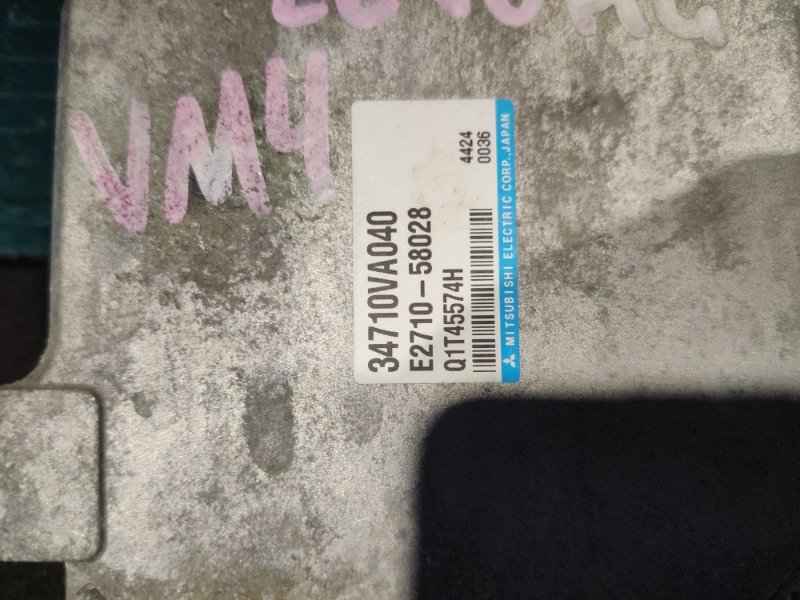 VM4
34710VA040
E2710-58028
Q1T45574H
4424
0036
MITSUBISHI ELECTRIC CORP.,JAPAN